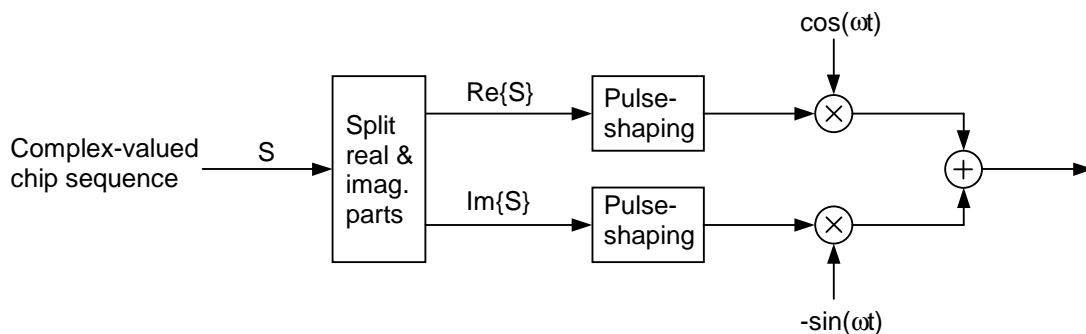 cos(ωt)
Re{S}
Pulse-
shaping
Split
real &
imag.
parts
Complex-valued
chip sequence
S
Im{S}
Pulse-
shaping
-sin(ωt)